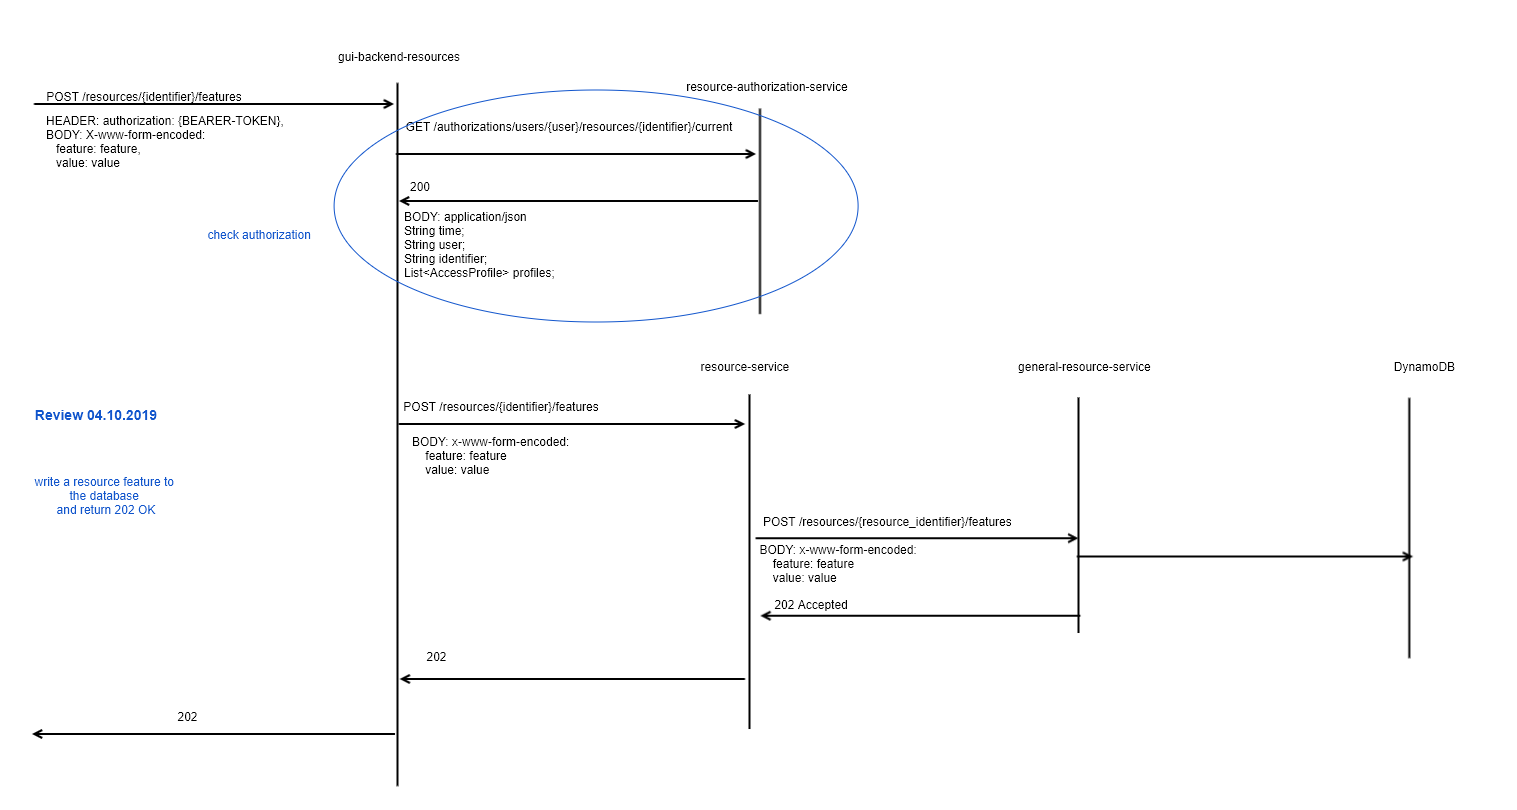 gui-backend-resources
resource-authorization-service
POST /resources/{identifier}/features
HEADER: authorization: {BEARER-TOKEN},
BODY: X-www-form-encoded:
feature: feature,
value: value
GET /authorizations/users/{user}/resources/{identifier}/current
200
BODY: application/json
String time;
String user;
String identifier;
List<AccessProfile> profiles;
check authorization
resource-service
general-resource-service
DynamoDB
Review 04.10.2019
POST /resources/{identifier}/features
BODY: x-www-form-encoded:
feature: feature
value: value
write a resource feature to
the database
and return 202 OK
POST /resources/{resource_identifier}/features
BODY: x-www-form-encoded:
feature: feature
value: value
202 Accepted
202
202